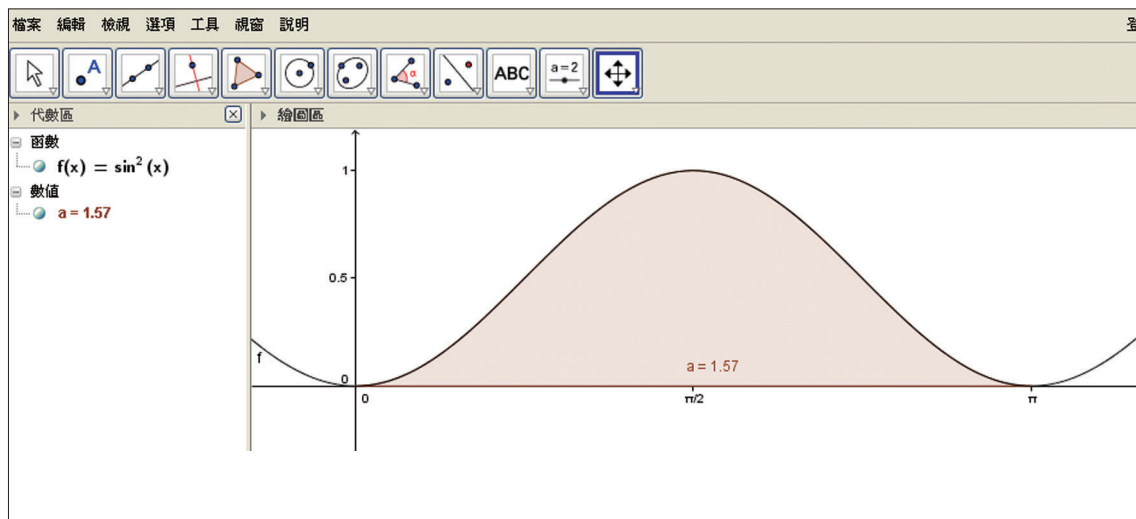 檔案 編輯 檢視 選項 工具 視窗 說明
A α ABC a=2
代數區
繪圖區
函數
f(x) = sin² (x)
數值
a = 1.57
1
0.5
f
a = 1.57
0
0 π/2 π